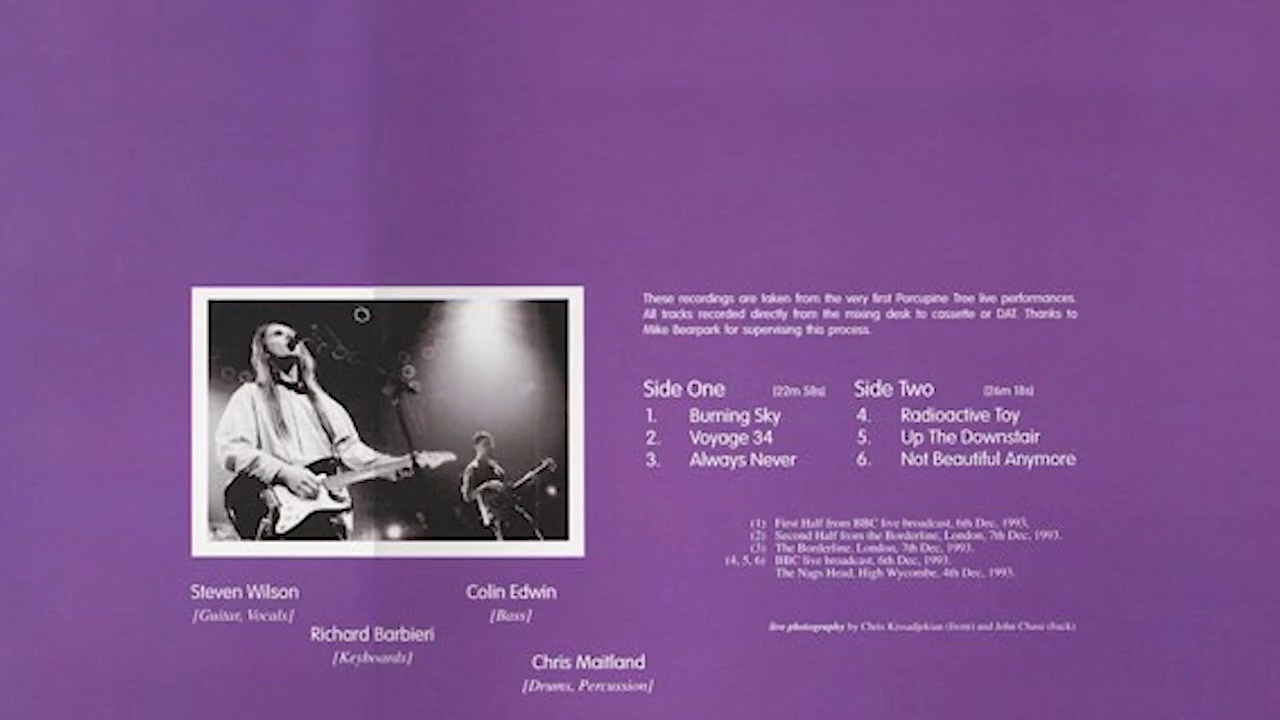 These recordings are taken from the very first Porcupine Tree live performances.
All tracks recorded directly from the mixing desk to cassette or DAT. Thanks to
Mike Bearpark for supervising this process.
Side One (22m 58s)
1. Burning Sky
2. Voyage 34
3. Always Never
Side Two (26m 18s)
4. Radioactive Toy
5. Up The Downstair
6. Not Beautiful Anymore
(1) First Half from BBC live broadcast, 6th Dec, 1993,
(2) Second Half from the Borderline, London, 7th Dec, 1993.
(3) The Borderline, London, 7th Dec, 1993.
(4, 5, 6) BBC live broadcast, 6th Dec, 1993.
The Nags Head, High Wycombe, 4th Dec, 1993.
live photography by Chris (front) and John (back)
Steven Wilson
[Guitar, Vocals]
Colin Edwin
[Bass]
Richard Barbieri
[Keyboards]
Chris Maitland
[Drums, Percussion]